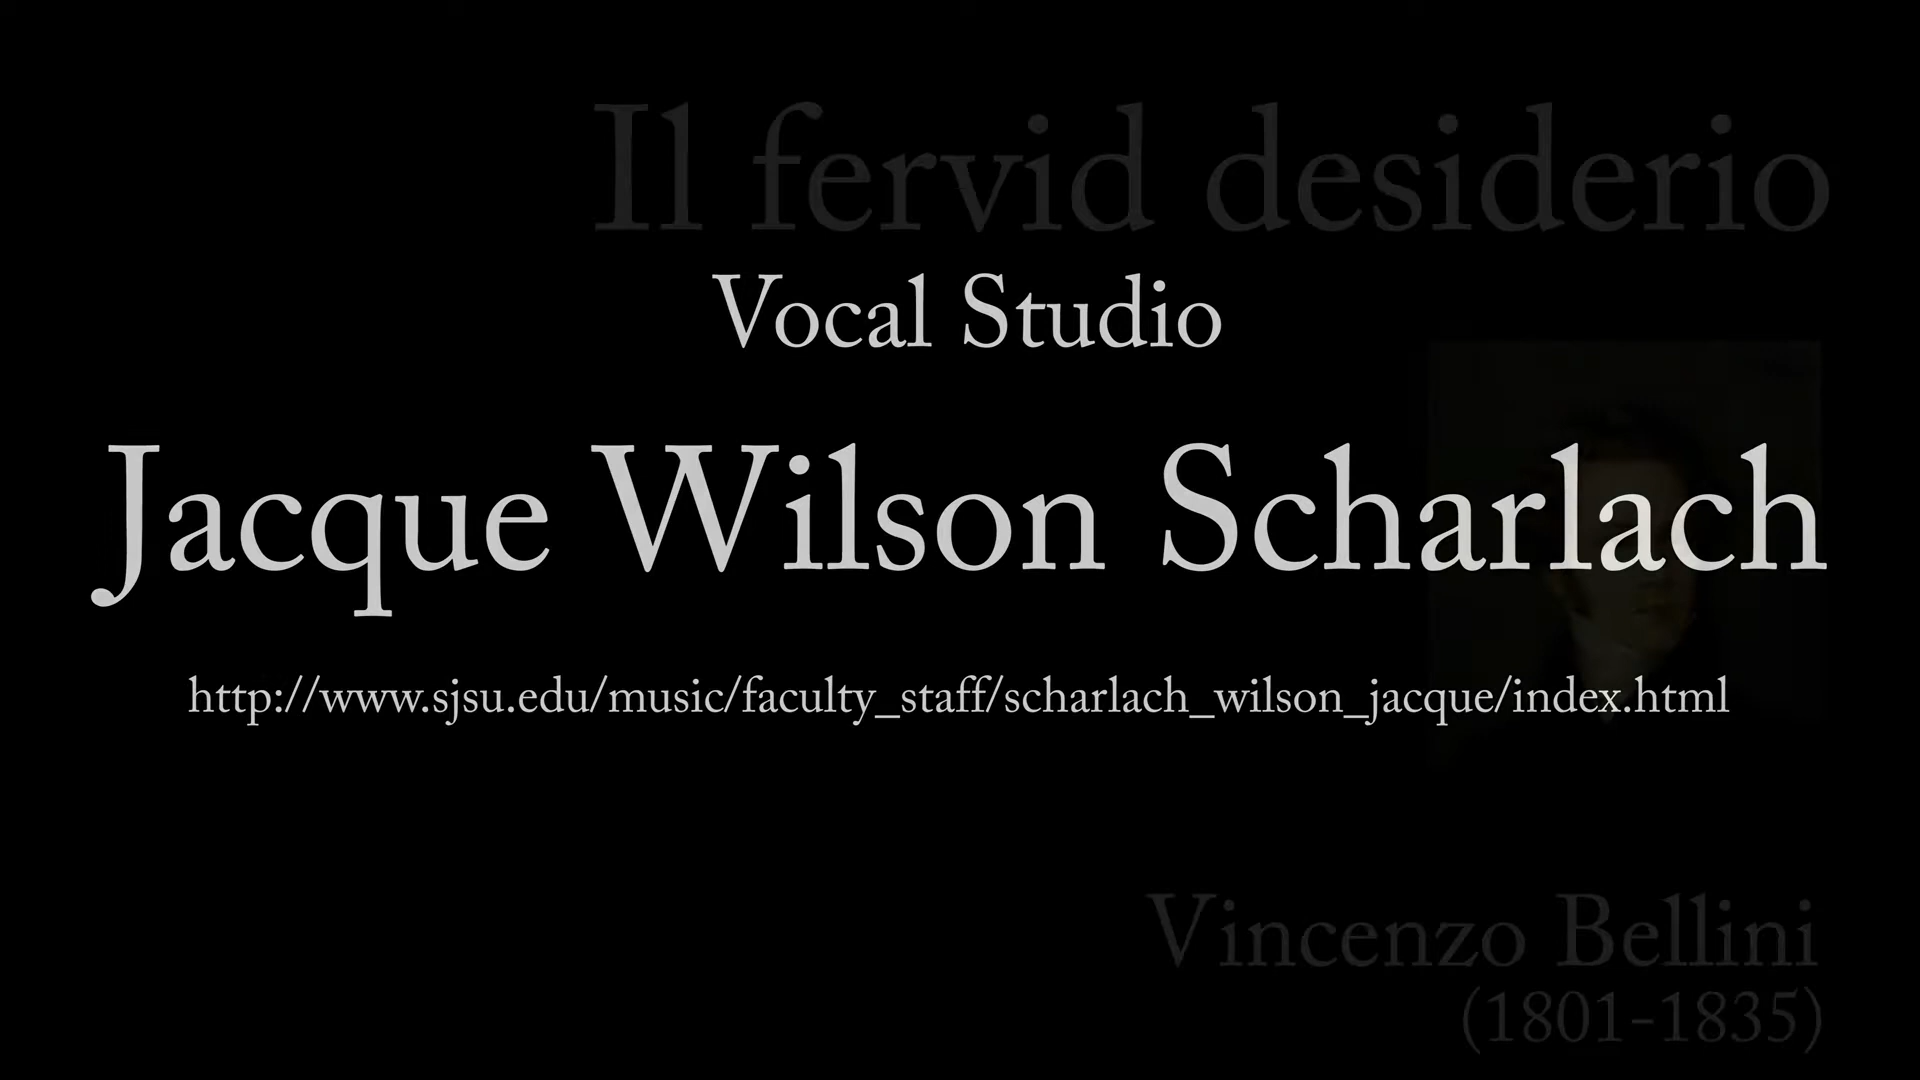 Il fervid desiderio
Vocal Studio
Jacque Wilson Scharlach
http://www.sjsu.edu/music/faculty_staff/scharlach_wilson_jacque/index.html
Vincenzo Bellini
(1801-1835)